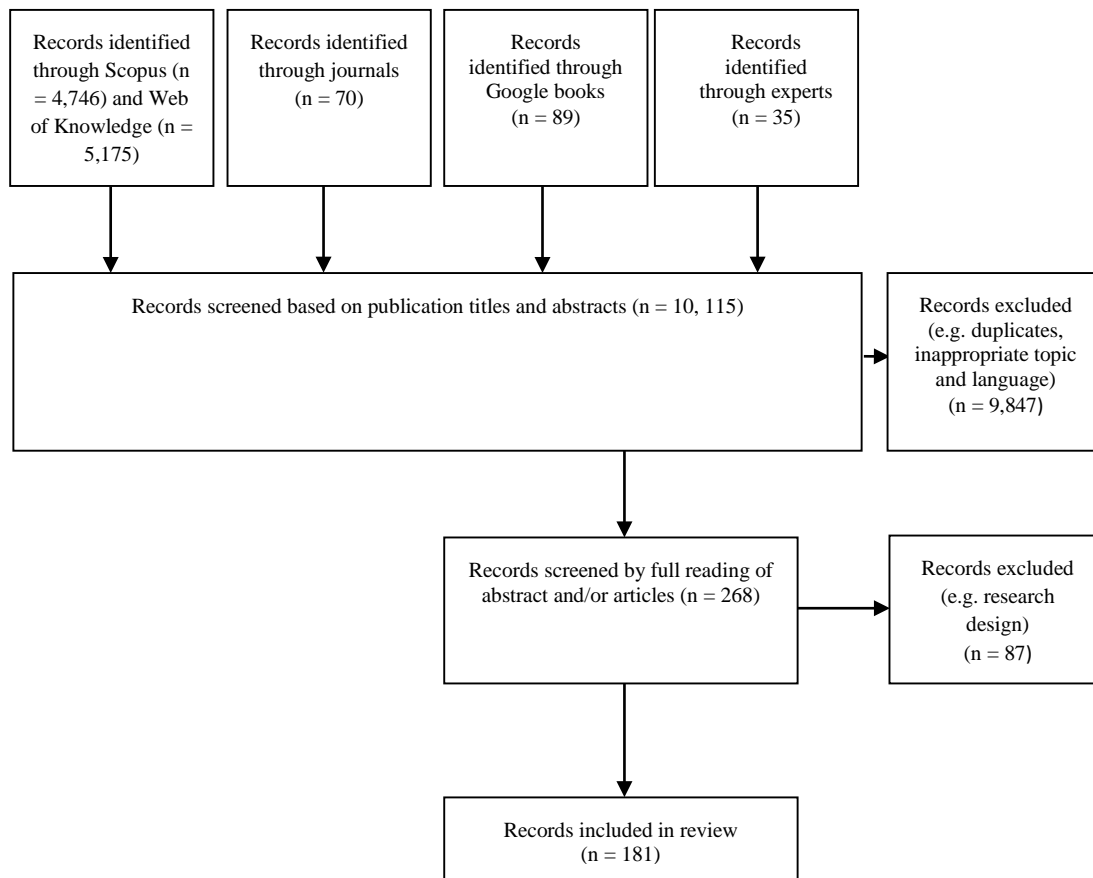 Records identified
through Scopus (n
= 4,746) and Web
of Knowledge (n =
5,175)
Records identified
through journals
(n = 70)
Records
identified through
Google books
(n = 89)
Records
identified
through experts
(n = 35)
Records screened based on publication titles and abstracts (n = 10, 115)
Records excluded
(e.g. duplicates,
inappropriate topic
and language)
(n = 9,847)
Records screened by full reading of
abstract and/or articles (n = 268)
Records excluded
(e.g. research
design)
(n = 87)
Records included in review
(n = 181)